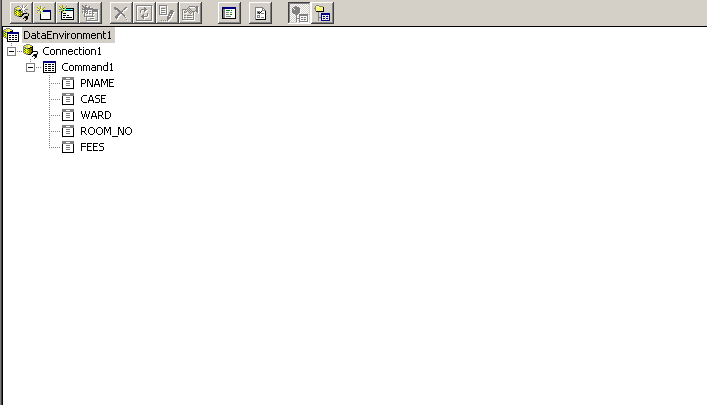 DataEnvironment1
Connection1
Command1
PNAME
CASE
WARD
ROOM_NO
FEES